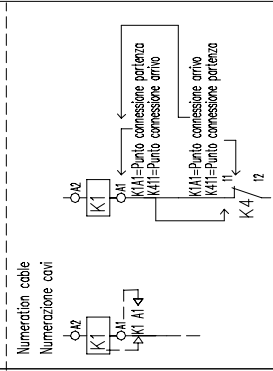 Numeration cable
Numerazione cavi
A2
K1
A1
K1 A1
A2
K1
A1
K1A1=Punto connessione partenza
K411=Punto connessione arrivo
K1A1=Punto connessione arrivo
K411=Punto connessione partenza
11
K4
12